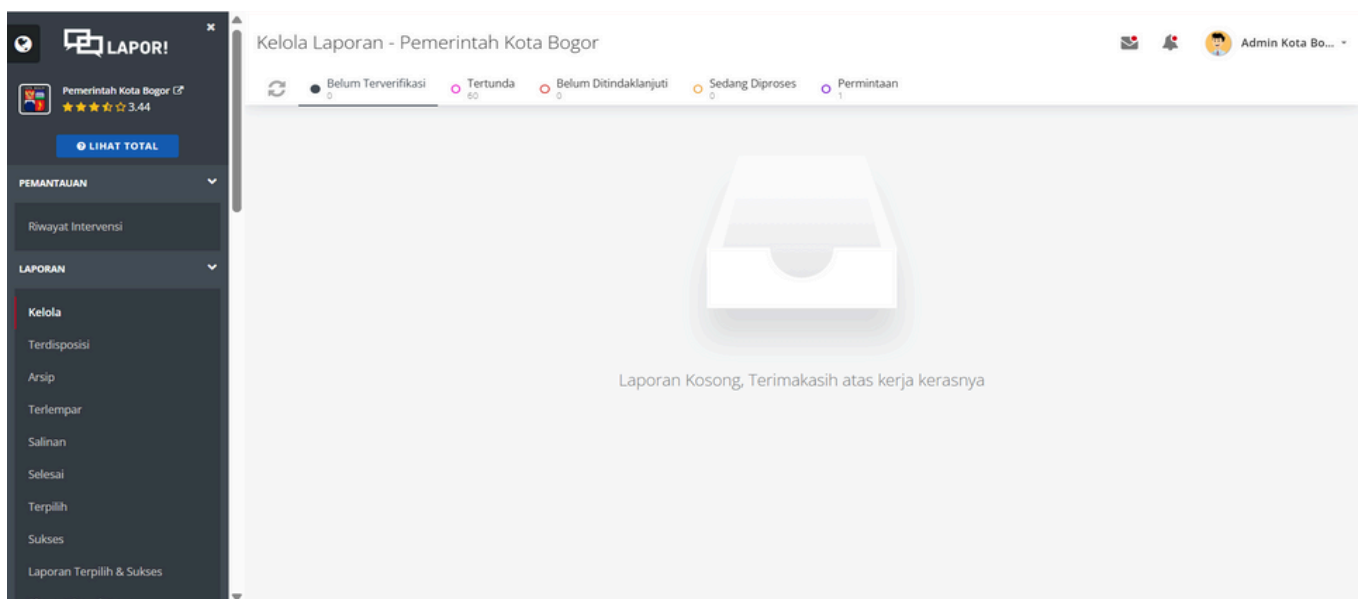 LAPOR!
Pemerintah Kota Bogor
3.44
LIHAT TOTAL
PEMANTAUAN
Riwayat Intervensi
LAPORAN
Kelola
Terdisposisi
Arsip
Terlempar
Salinan
Selesai
Terpilih
Sukses
Laporan Terpilih & Sukses
Kelola Laporan - Pemerintah Kota Bogor
Admin Kota Bo...
Belum Terverifikasi
0
Tertunda
60
Belum Ditindaklanjuti
0
Sedang Diproses
0
Permintaan
1
Laporan Kosong, Terimakasih atas kerja kerasnya